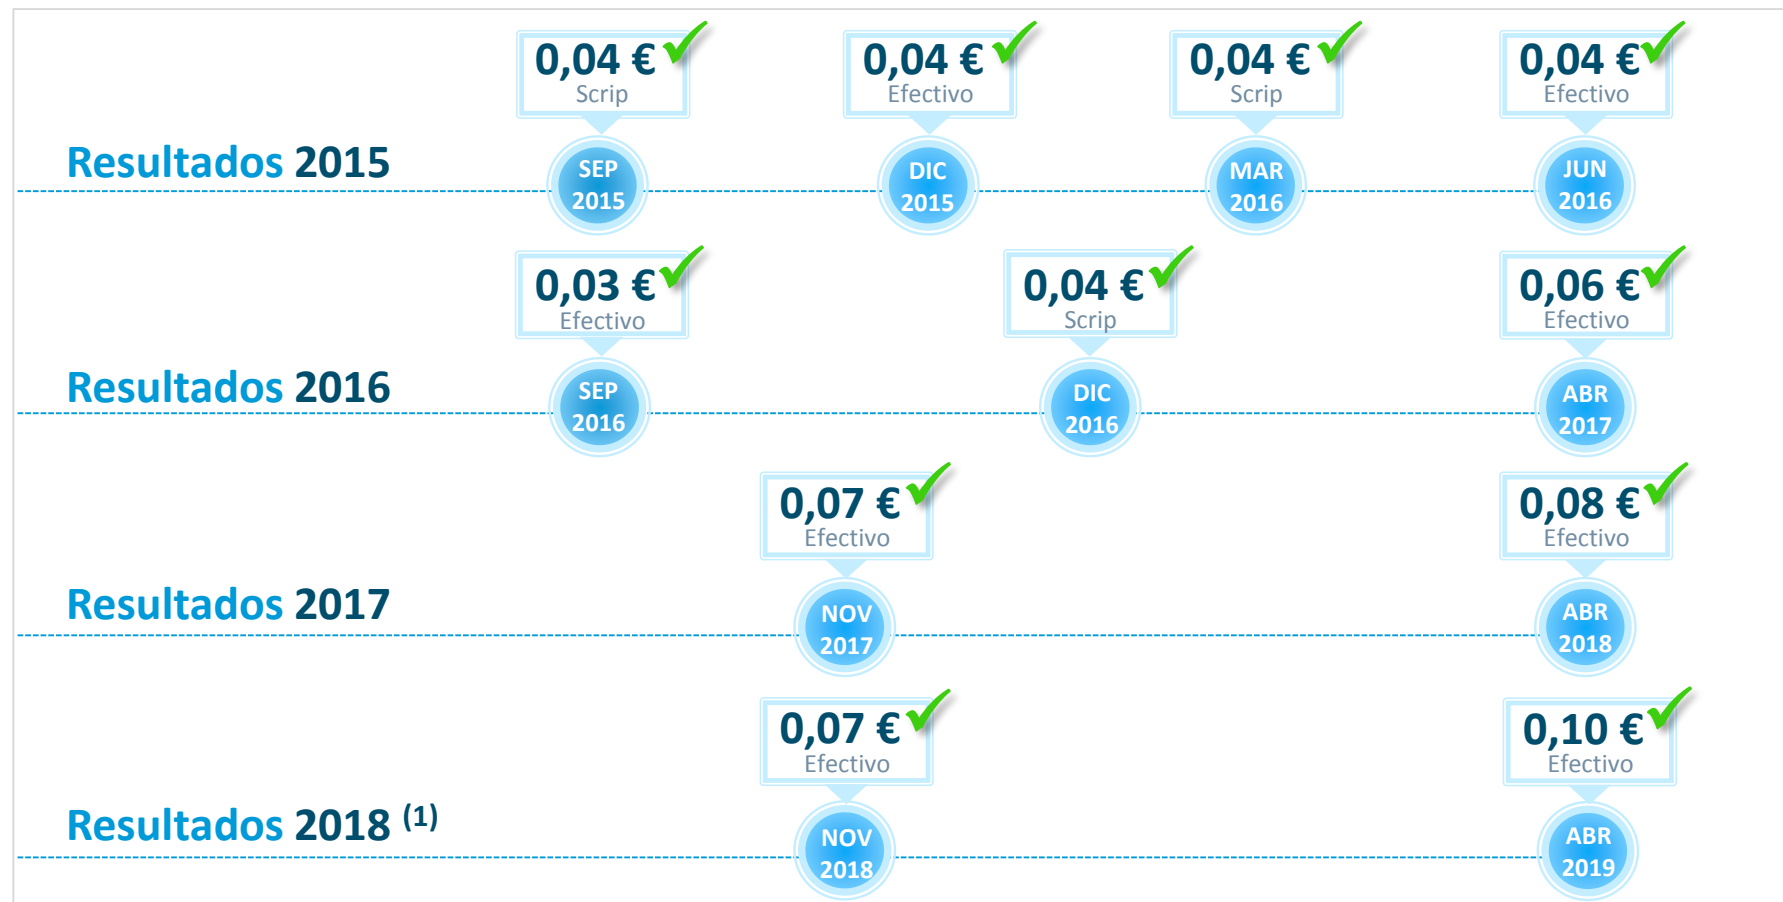 0,04 €
Scrip
0,04 €
Efectivo
0,04 €
Scrip
0,04 €
Efectivo
Resultados 2015
SEP
2015
DIC
2015
MAR
2016
JUN
2016
0,03 €
Efectivo
0,04 €
Scrip
0,06 €
Efectivo
Resultados 2016
SEP
2016
DIC
2016
ABR
2017
0,07 €
Efectivo
0,08 €
Efectivo
Resultados 2017
NOV
2017
ABR
2018
0,07 €
Efectivo
0,10 €
Efectivo
Resultados 2018 (1)
NOV
2018
ABR
2019